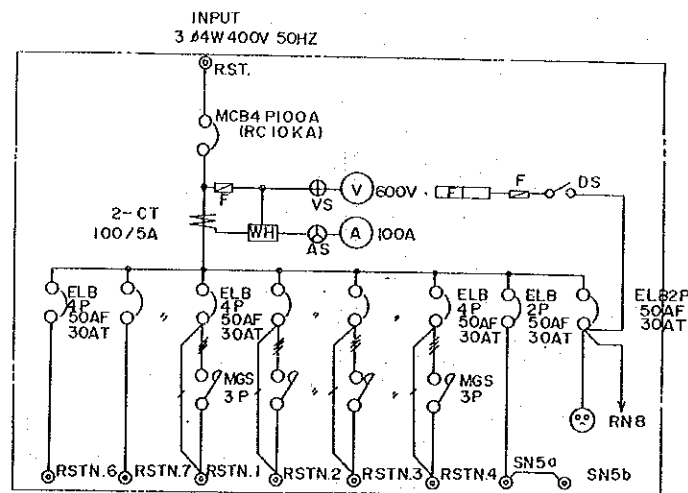 INPUT
3 Ø4W 400V 50HZ
R.S.T.
MCB4 P100A
(RC 10KA)
F
VS
V
600V
F
F
DS
2-CT
100/5A
WH
AS
A
100A
ELB
4P
50AF
30AT
〃
ELB
4P
50AF
30AT
〃
〃
ELB
4P
50AF
30AT
ELB
2P
50AF
30AT
ELB2P
50AF
30AT
MGS
3P
〃
〃
MGS
3P
RN8
RSTN.6
RSTN.7
RSTN.1
RSTN.2
RSTN.3
RSTN.4
SN5a
SN5b